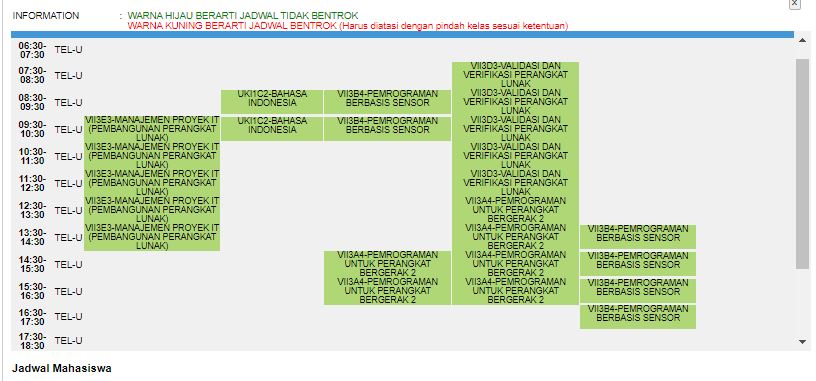 INFORMATION : WARNA HIJAU BERARTI JADWAL TIDAK BENTROK
WARNA KUNING BERARTI JADWAL BENTROK (Harus diatasi dengan pindah kelas sesuai ketentuan)
06:30-
07:30 TEL-U
07:30-
08:30 TEL-U
VII3D3-VALIDASI DAN
VERIFIKASI PERANGKAT
LUNAK
08:30-
09:30 TEL-U
UKI1C2-BAHASA
INDONESIA
VII3B4-PEMROGRAMAN
BERBASIS SENSOR
VII3D3-VALIDASI DAN
VERIFIKASI PERANGKAT
LUNAK
09:30-
10:30 TEL-U
VII3E3-MANAJEMEN PROYEK IT
(PEMBANGUNAN PERANGKAT
LUNAK)
UKI1C2-BAHASA
INDONESIA
VII3B4-PEMROGRAMAN
BERBASIS SENSOR
VII3D3-VALIDASI DAN
VERIFIKASI PERANGKAT
LUNAK
10:30-
11:30 TEL-U
VII3E3-MANAJEMEN PROYEK IT
(PEMBANGUNAN PERANGKAT
LUNAK)
VII3D3-VALIDASI DAN
VERIFIKASI PERANGKAT
LUNAK
11:30-
12:30 TEL-U
VII3E3-MANAJEMEN PROYEK IT
(PEMBANGUNAN PERANGKAT
LUNAK)
VII3D3-VALIDASI DAN
VERIFIKASI PERANGKAT
LUNAK
12:30-
13:30 TEL-U
VII3E3-MANAJEMEN PROYEK IT
(PEMBANGUNAN PERANGKAT
LUNAK)
VII3A4-PEMROGRAMAN
UNTUK PERANGKAT
BERGERAK 2
13:30-
14:30 TEL-U
VII3E3-MANAJEMEN PROYEK IT
(PEMBANGUNAN PERANGKAT
LUNAK)
VII3A4-PEMROGRAMAN
UNTUK PERANGKAT
BERGERAK 2
VII3B4-PEMROGRAMAN
BERBASIS SENSOR
14:30-
15:30 TEL-U
VII3A4-PEMROGRAMAN
UNTUK PERANGKAT
BERGERAK 2
VII3A4-PEMROGRAMAN
UNTUK PERANGKAT
BERGERAK 2
VII3B4-PEMROGRAMAN
BERBASIS SENSOR
15:30-
16:30 TEL-U
VII3A4-PEMROGRAMAN
UNTUK PERANGKAT
BERGERAK 2
VII3A4-PEMROGRAMAN
UNTUK PERANGKAT
BERGERAK 2
VII3B4-PEMROGRAMAN
BERBASIS SENSOR
16:30-
17:30 TEL-U
VII3B4-PEMROGRAMAN
BERBASIS SENSOR
17:30-
18:30 TEL-U
Jadwal Mahasiswa